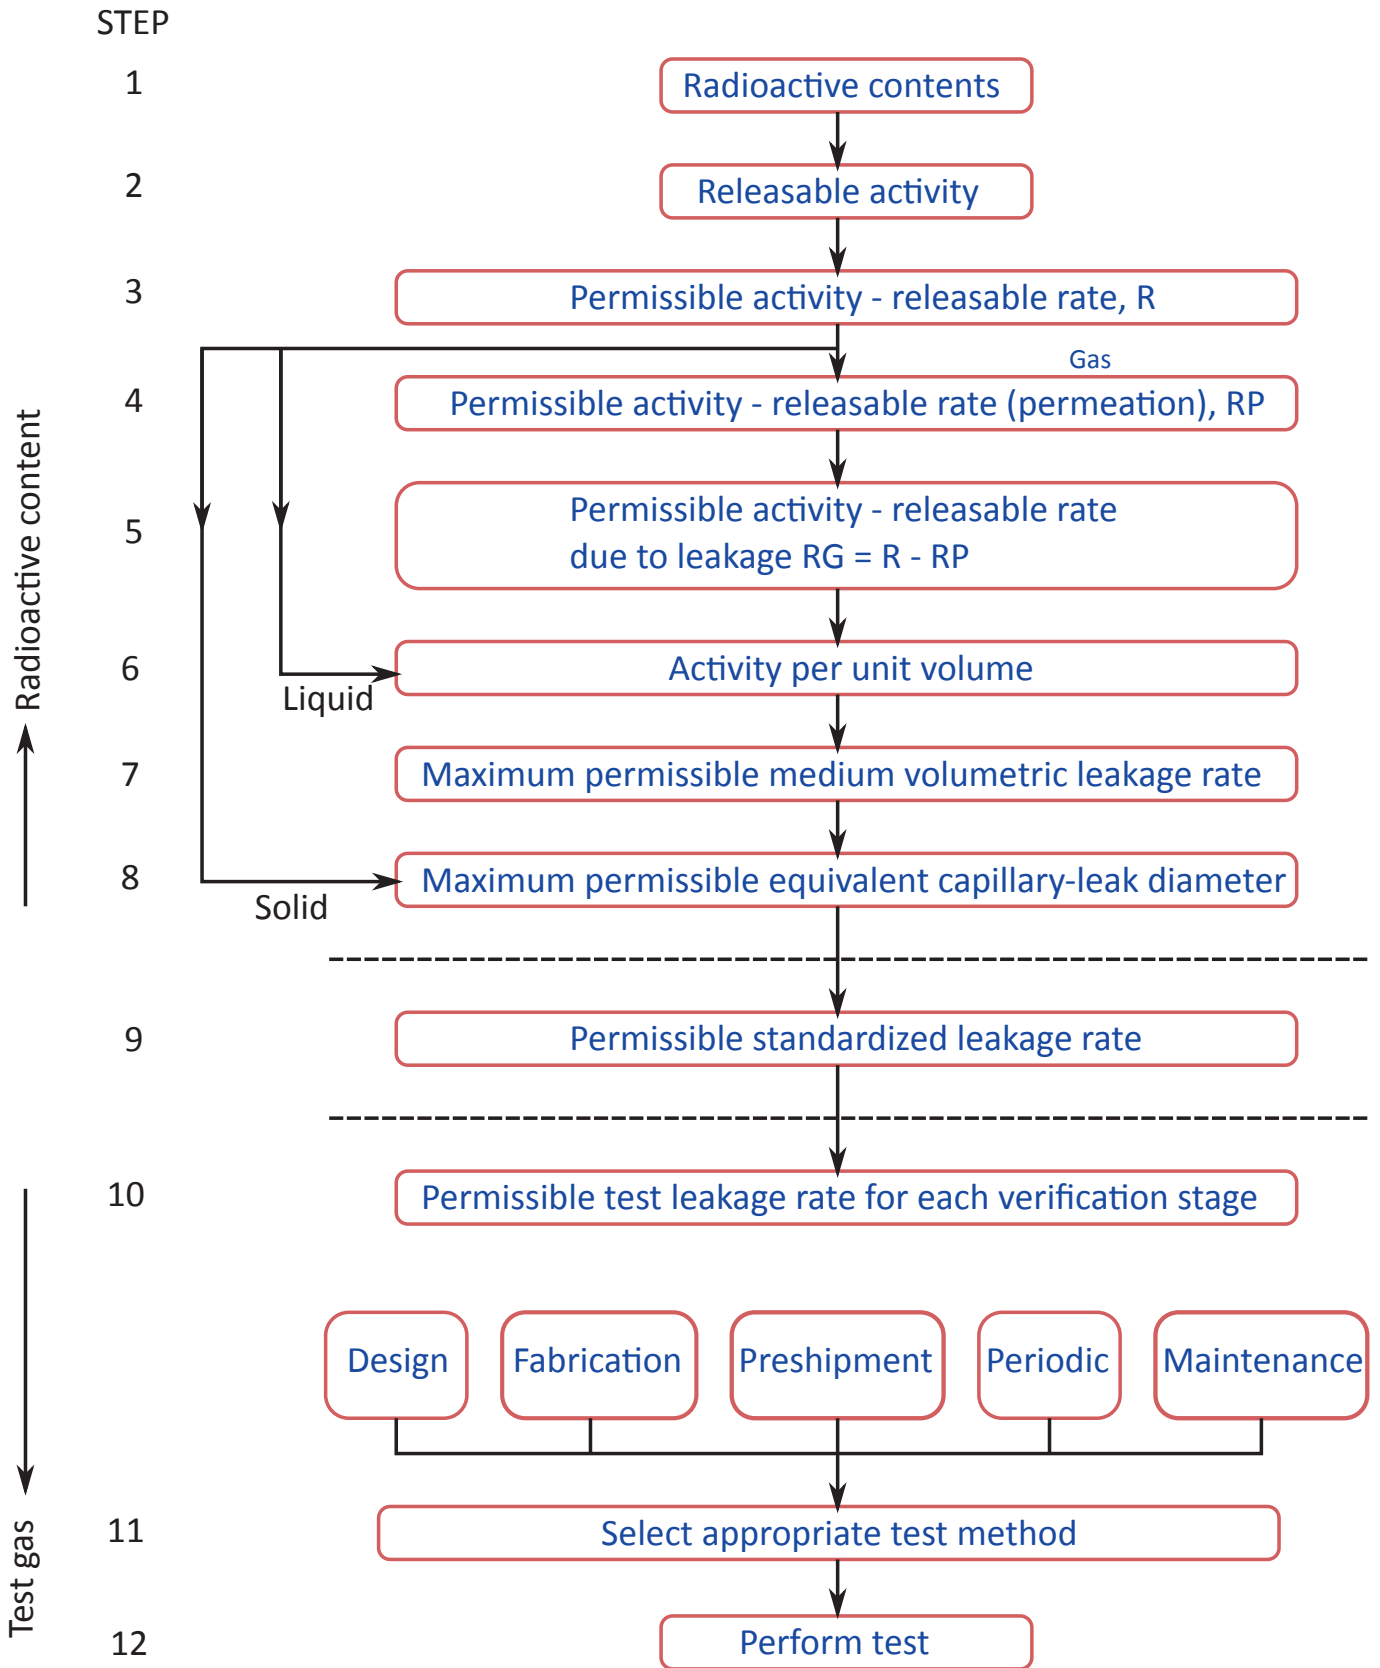 STEP
1
Radioactive contents
2
Releasable activity
3
Permissible activity - releasable rate, R
Gas
4
Permissible activity - releasable rate (permeation), RP
5
Permissible activity - releasable rate
due to leakage RG = R - RP
6
Activity per unit volume
Liquid
7
Maximum permissible medium volumetric leakage rate
8
Maximum permissible equivalent capillary-leak diameter
Solid
Radioactive content
9
Permissible standardized leakage rate
10
Permissible test leakage rate for each verification stage
Design
Fabrication
Preshipment
Periodic
Maintenance
11
Select appropriate test method
Test gas
12
Perform test